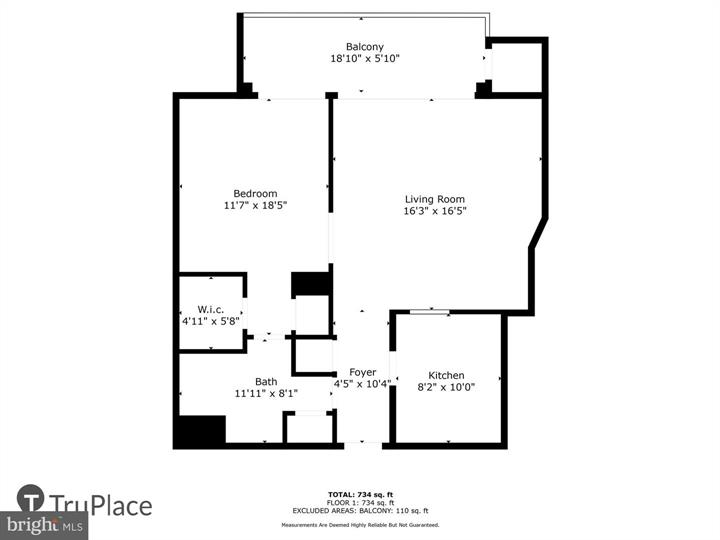 Balcony
18'10" x 5'10"
Bedroom
11'7" x 18'5"
Living Room
16'3" x 16'5"
W.i.c.
4'11" x 5'8"
Foyer
4'5" x 10'4"
Kitchen
8'2" x 10'0"
Bath
11'11" x 8'1"
TOTAL: 734 sq. ft
FLOOR 1: 734 sq. ft
EXCLUDED AREAS: BALCONY: 110 sq. ft
Measurements Are Deemed Highly Reliable But Not Guaranteed.
T TruPlace
bright MLS